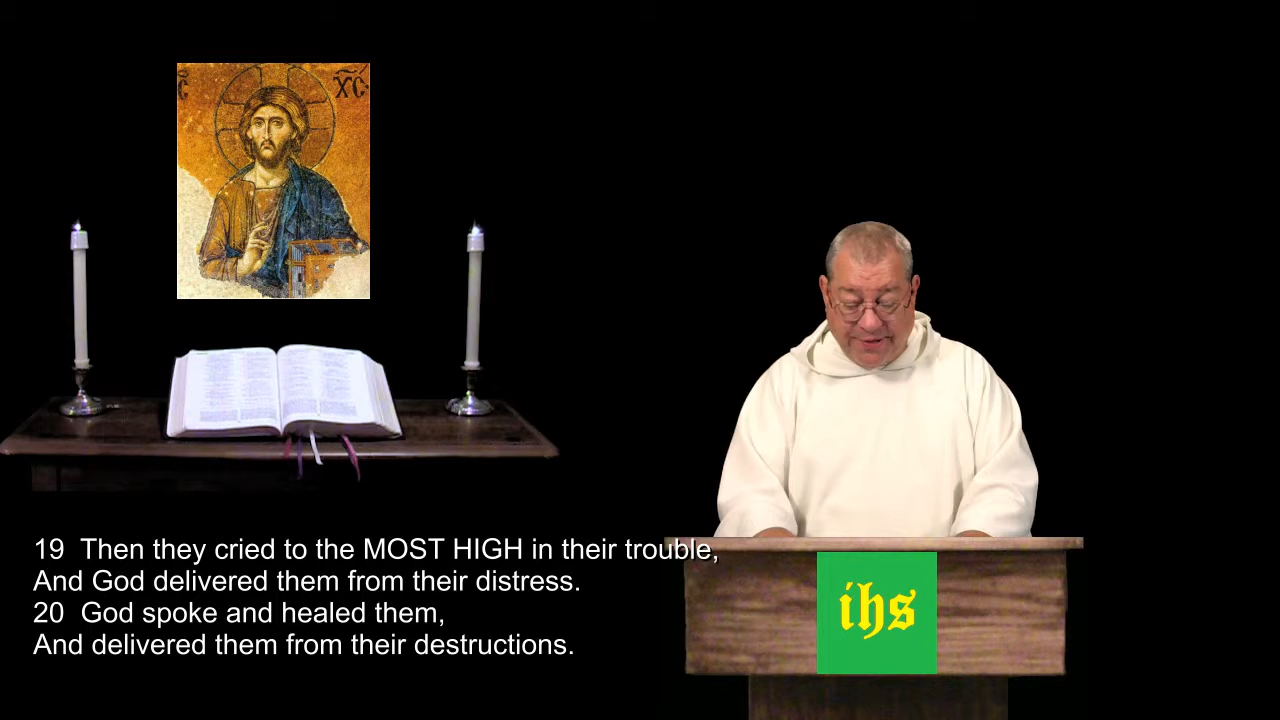 X͠C
19 Then they cried to the MOST HIGH in their trouble,
And God delivered them from their distress.
20 God spoke and healed them,
And delivered them from their destructions.
ihs